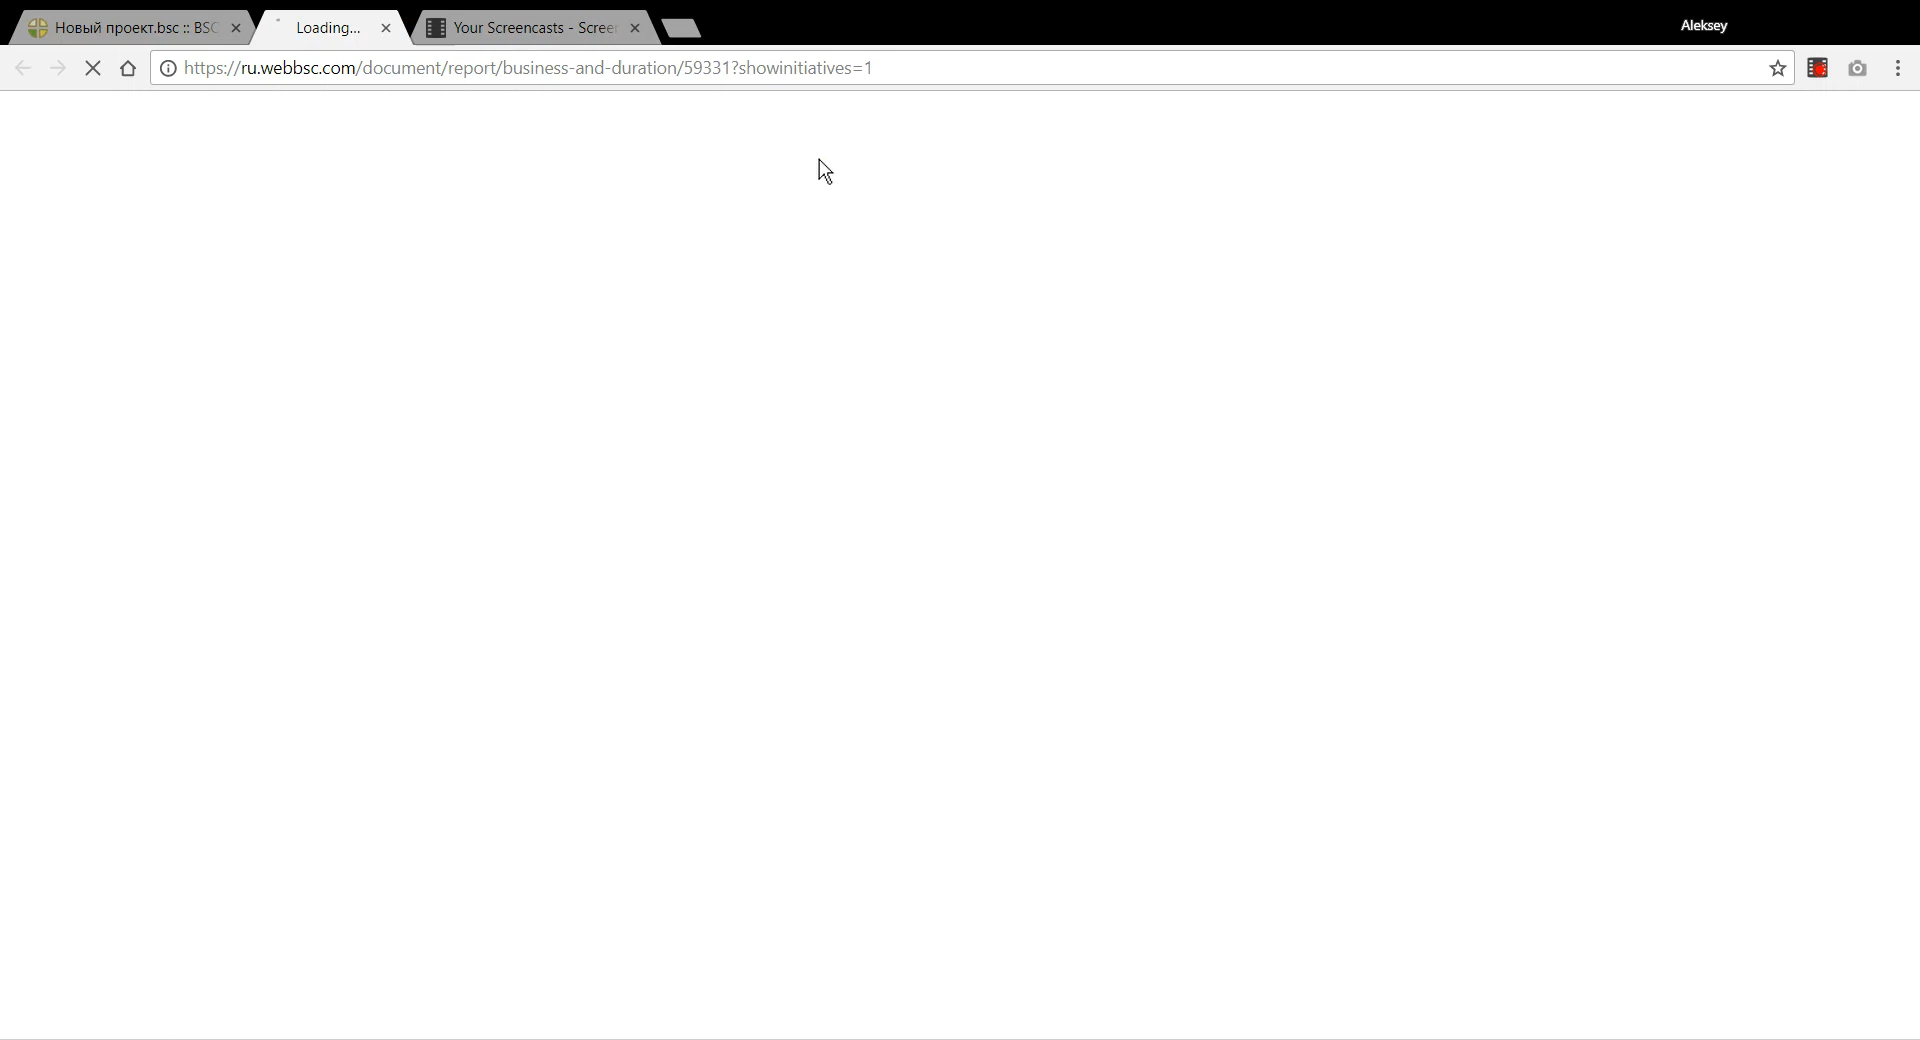 Новый проект.bsc :: BSC
Loading...
Your Screencasts - Screen
Aleksey
https://ru.webbsc.com/document/report/business-and-duration/59331?showinitiatives=1